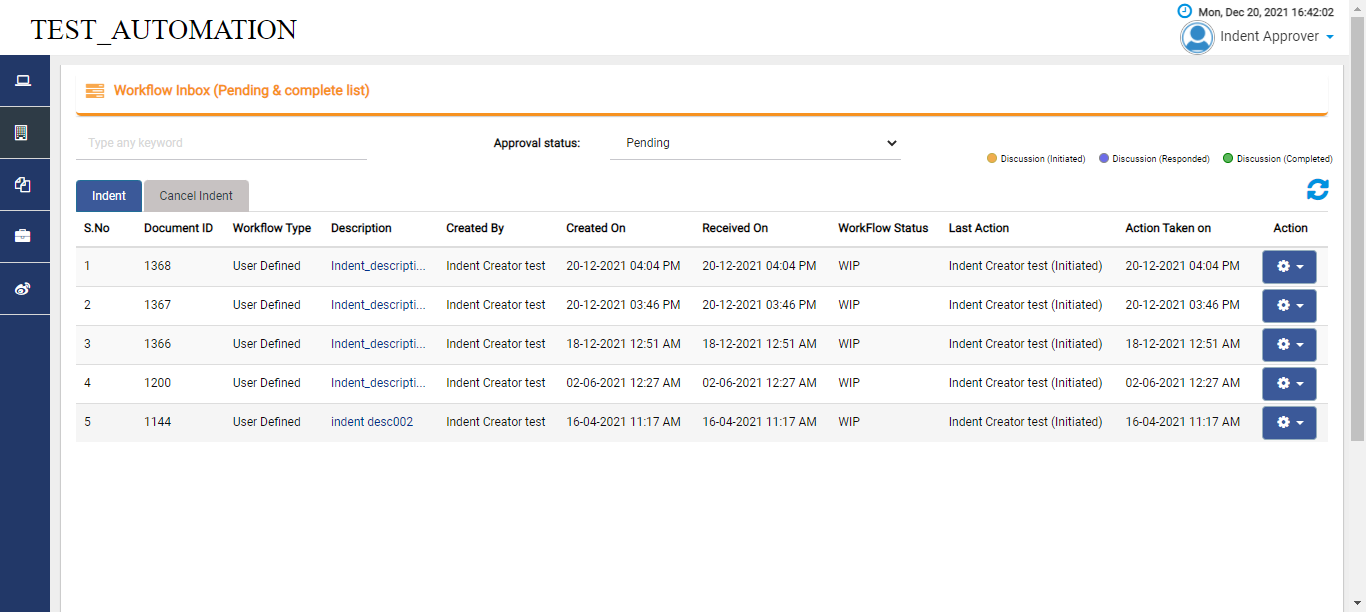 TEST_AUTOMATION
Mon, Dec 20, 2021 16:42:02
Indent Approver
Workflow Inbox (Pending & complete list)
Type any keyword
Approval status:
Pending
Discussion (Initiated) Discussion (Responded) Discussion (Completed)
Indent Cancel Indent
S.No Document ID Workflow Type Description Created By Created On Received On WorkFlow Status Last Action Action Taken on Action
1 1368 User Defined Indent_descripti... Indent Creator test 20-12-2021 04:04 PM 20-12-2021 04:04 PM WIP Indent Creator test (Initiated) 20-12-2021 04:04 PM
2 1367 User Defined Indent_descripti... Indent Creator test 20-12-2021 03:46 PM 20-12-2021 03:46 PM WIP Indent Creator test (Initiated) 20-12-2021 03:46 PM
3 1366 User Defined Indent_descripti... Indent Creator test 18-12-2021 12:51 AM 18-12-2021 12:51 AM WIP Indent Creator test (Initiated) 18-12-2021 12:51 AM
4 1200 User Defined Indent_descripti... Indent Creator test 02-06-2021 12:27 AM 02-06-2021 12:27 AM WIP Indent Creator test (Initiated) 02-06-2021 12:27 AM
5 1144 User Defined indent desc002 Indent Creator test 16-04-2021 11:17 AM 16-04-2021 11:17 AM WIP Indent Creator test (Initiated) 16-04-2021 11:17 AM